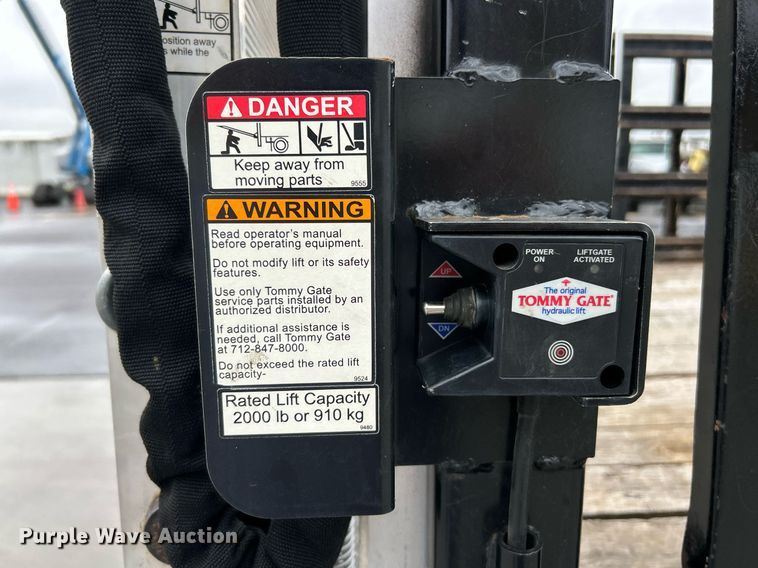 osition away
s while the
DANGER
Keep away from
moving parts
9555
WARNING
Read operator's manual
before operating equipment.
Do not modify lift or its safety
features.
Use only Tommy Gate
service parts installed by an
authorized distributor.
If additional assistance is
needed, call Tommy Gate
at 712-847-8000.
Do not exceed the rated lift
capacity-
9524
Rated Lift Capacity
2000 lb or 910 kg
9480
POWER
ON
LIFTGATE
ACTIVATED
UP
DN
The original
TOMMY GATE®
hydraulic lift
Purple Wave Auction